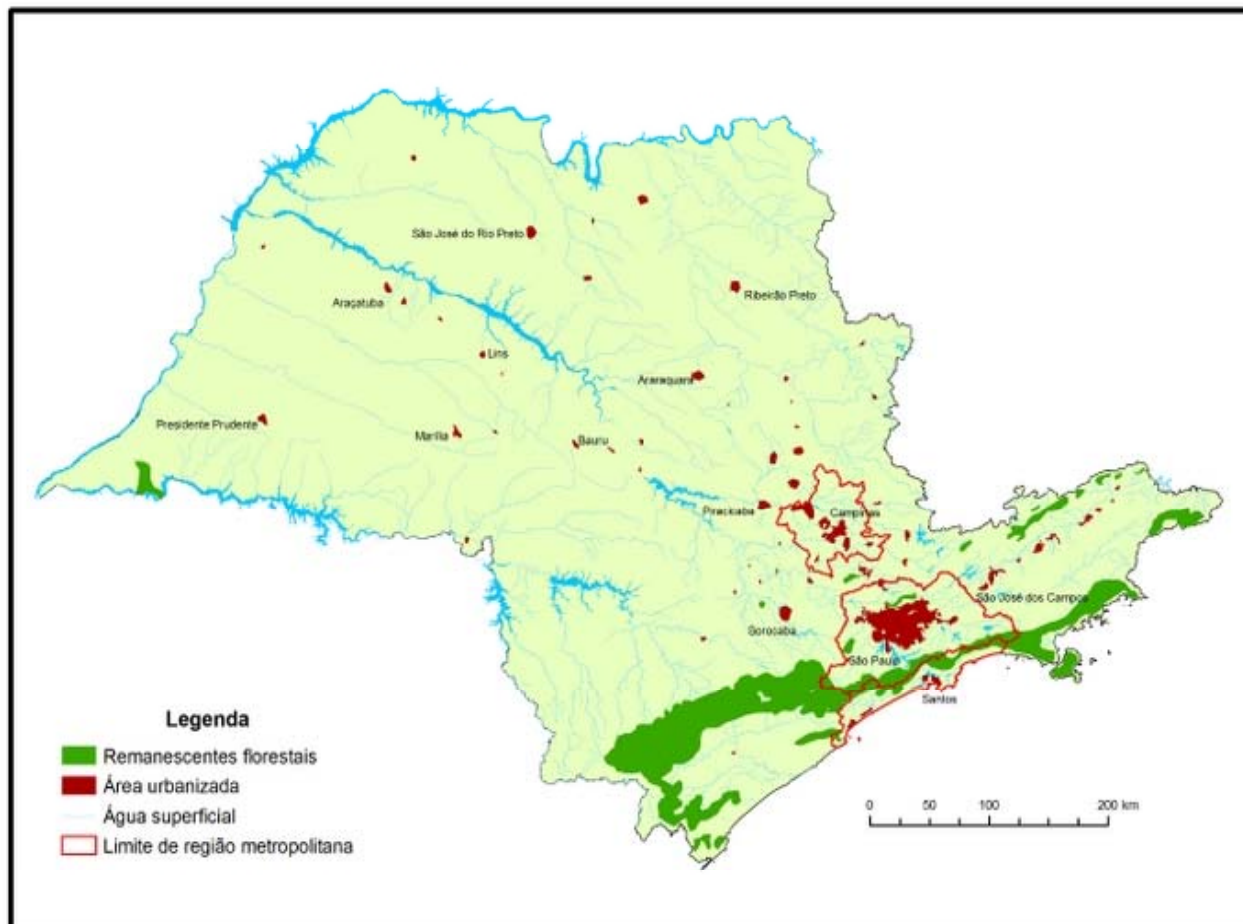 São José do Rio Preto
Ribeirão Preto
Araçatuba
Lins
Araraquara
Presidente Prudente
Marília
Bauru
Piracicaba
Campinas
São José dos Campos
Sorocaba
São Paulo
Santos
Legenda
Remanescentes florestais
Área urbanizada
Água superficial
Limite de região metropolitana
0 50 100 200 km